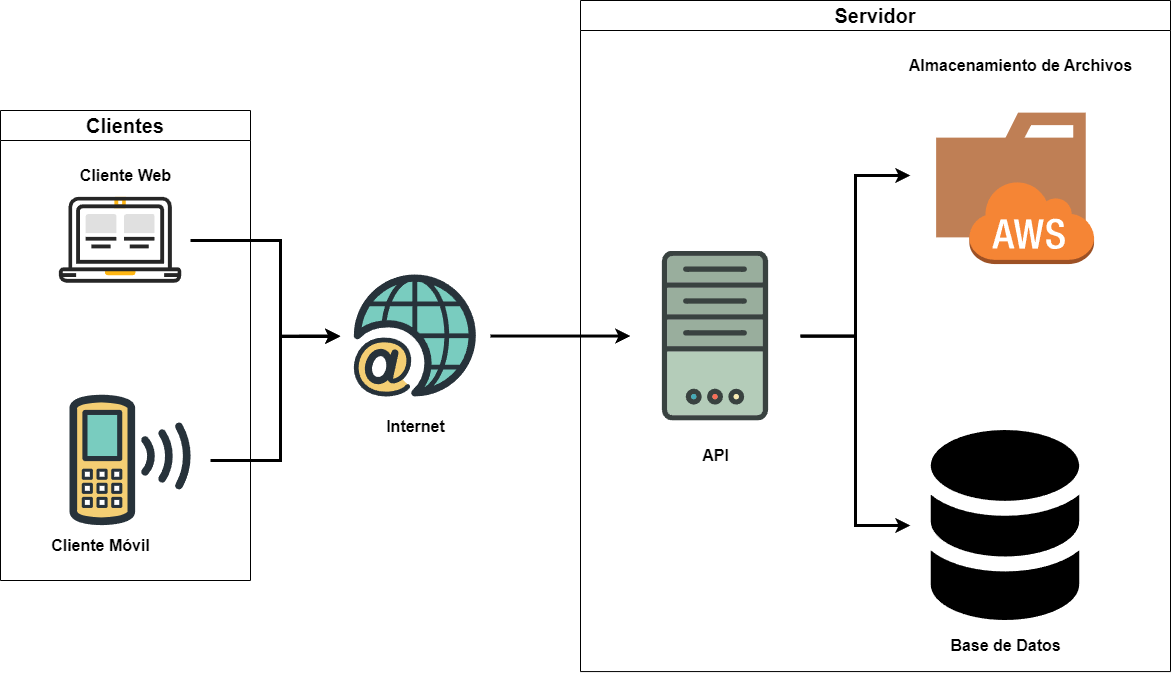 Servidor
Almacenamiento de Archivos
AWS
Clientes
Cliente Web
@
Internet
API
Cliente Móvil
Base de Datos